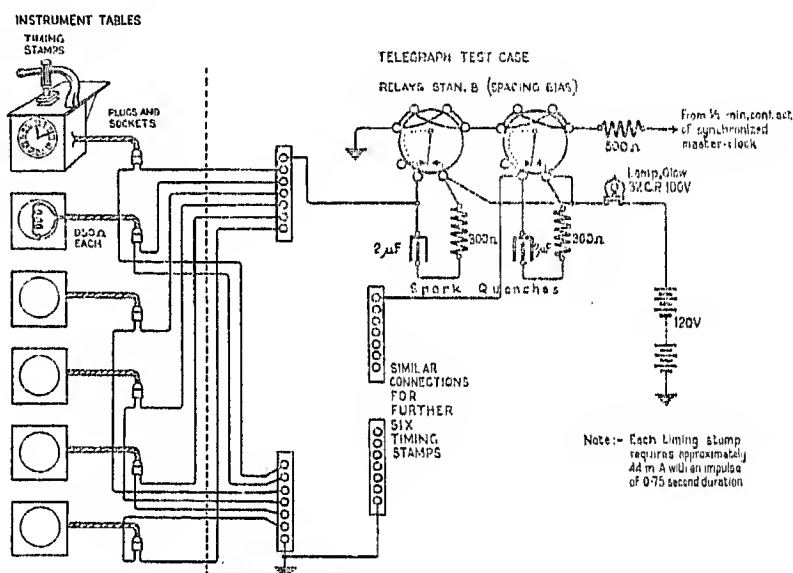 INSTRUMENT TABLES
TIMING
STAMPS
PLUGS AND
SOCKETS
EACH
TELEGRAPH TEST CASE
RELAYS STAN. B (SPACING BIAS)
From ½ min. contact
of synchronized
master-clock
500Ω
Lamp, Glow
100V
2µF
300Ω
2µF
300Ω
Spark Quenches
120V
SIMILAR
CONNECTIONS
FOR
FURTHER
SIX
TIMING
STAMPS
Note:- Each timing stamp
requires approximately
44 mA with an impulse
of 0·75 second duration